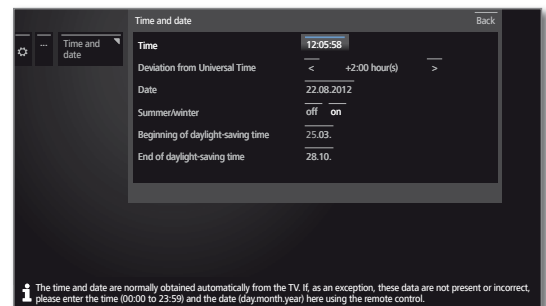 Time and date
Back
...
Time and
date
Time
12:05:58
Deviation from Universal Time
<
+2:00 hour(s)
>
Date
22.08.2012
Summer/winter
off on
Beginning of daylight-saving time
25.03.
End of daylight-saving time
28.10.
The time and date are normally obtained automatically from the TV. If, as an exception, these data are not present or incorrect,
please enter the time (00:00 to 23:59) and the date (day.month.year) here using the remote control.